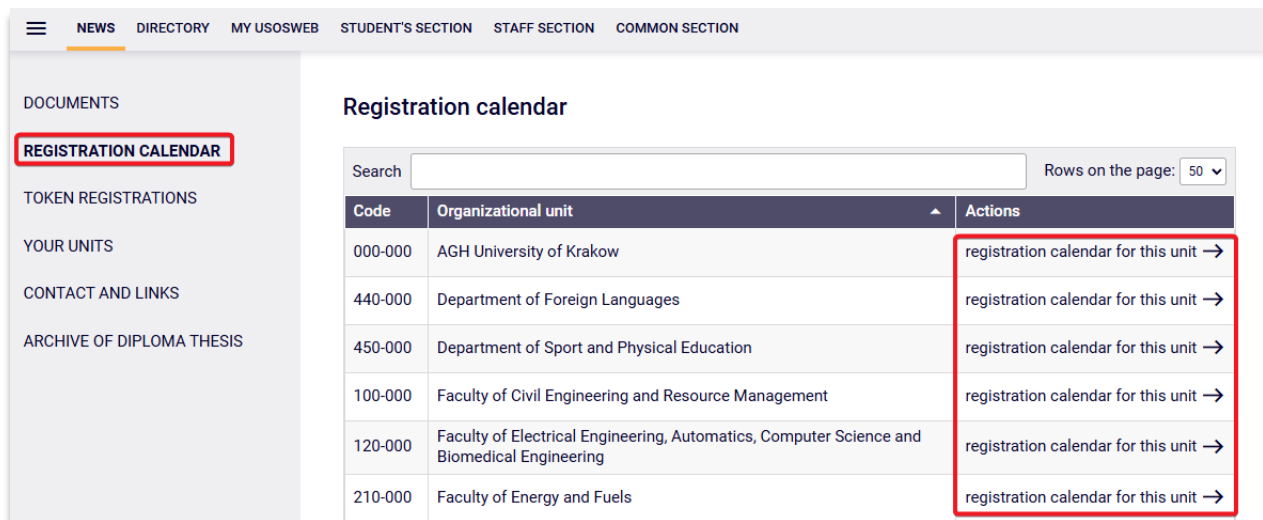 NEWS DIRECTORY MY USOSWEB STUDENT'S SECTION STAFF SECTION COMMON SECTION
DOCUMENTS
REGISTRATION CALENDAR
TOKEN REGISTRATIONS
YOUR UNITS
CONTACT AND LINKS
ARCHIVE OF DIPLOMA THESIS
Registration calendar
Search Rows on the page: 50
Code Organizational unit Actions
000-000 AGH University of Krakow registration calendar for this unit →
440-000 Department of Foreign Languages registration calendar for this unit →
450-000 Department of Sport and Physical Education registration calendar for this unit →
100-000 Faculty of Civil Engineering and Resource Management registration calendar for this unit →
120-000 Faculty of Electrical Engineering, Automatics, Computer Science and
Biomedical Engineering registration calendar for this unit →
210-000 Faculty of Energy and Fuels registration calendar for this unit →